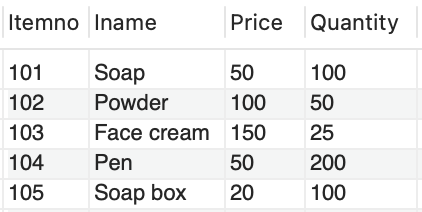 Itemno Iname Price Quantity
101 Soap 50 100
102 Powder 100 50
103 Face cream 150 25
104 Pen 50 200
105 Soap box 20 100